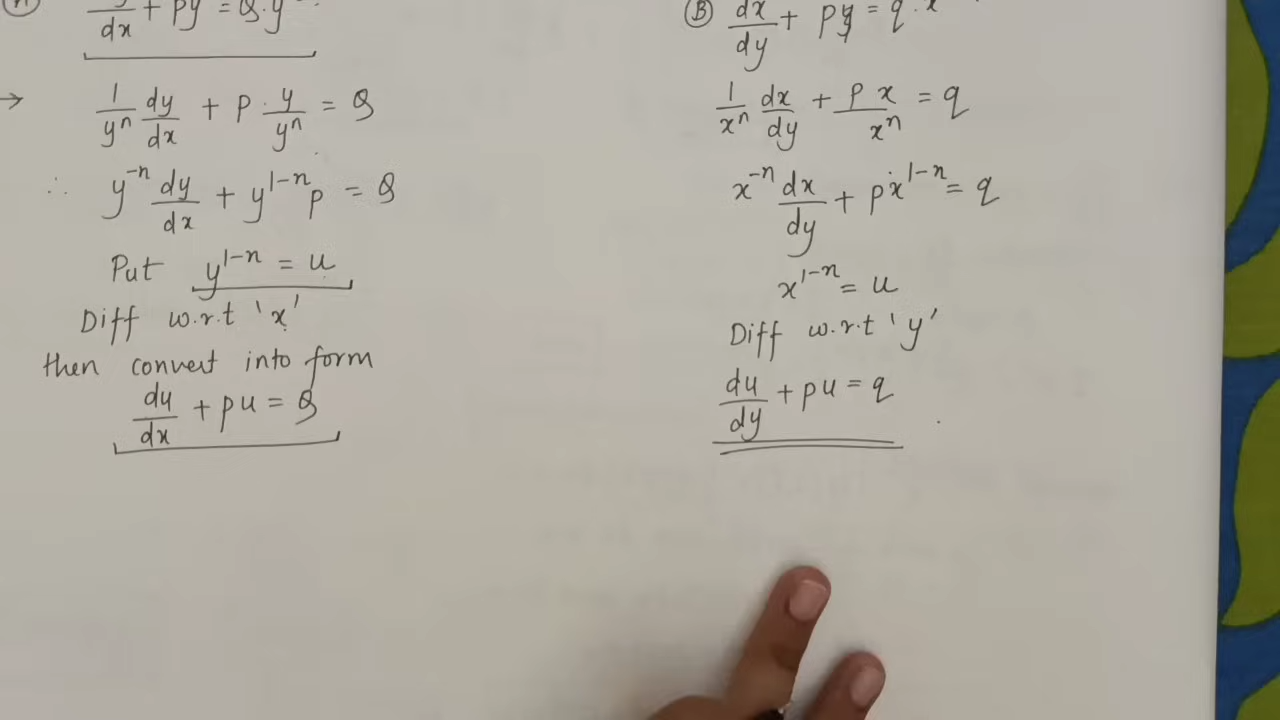 (A) dy/dx + Py = Q.y
→ 1/yⁿ dy/dx + P . y/yⁿ = Q
∴ y⁻ⁿ dy/dx + y¹⁻ⁿ P = Q
Put y¹⁻ⁿ = u
Diff w.r.t 'x'
then convert into form
du/dx + pu = Q
(B) dx/dy + py = q . x
1/xⁿ dx/dy + P x/xⁿ = q
x⁻ⁿ dx/dy + p x¹⁻ⁿ = q
x¹⁻ⁿ = u
Diff w.r.t 'y'
du/dy + pu = q